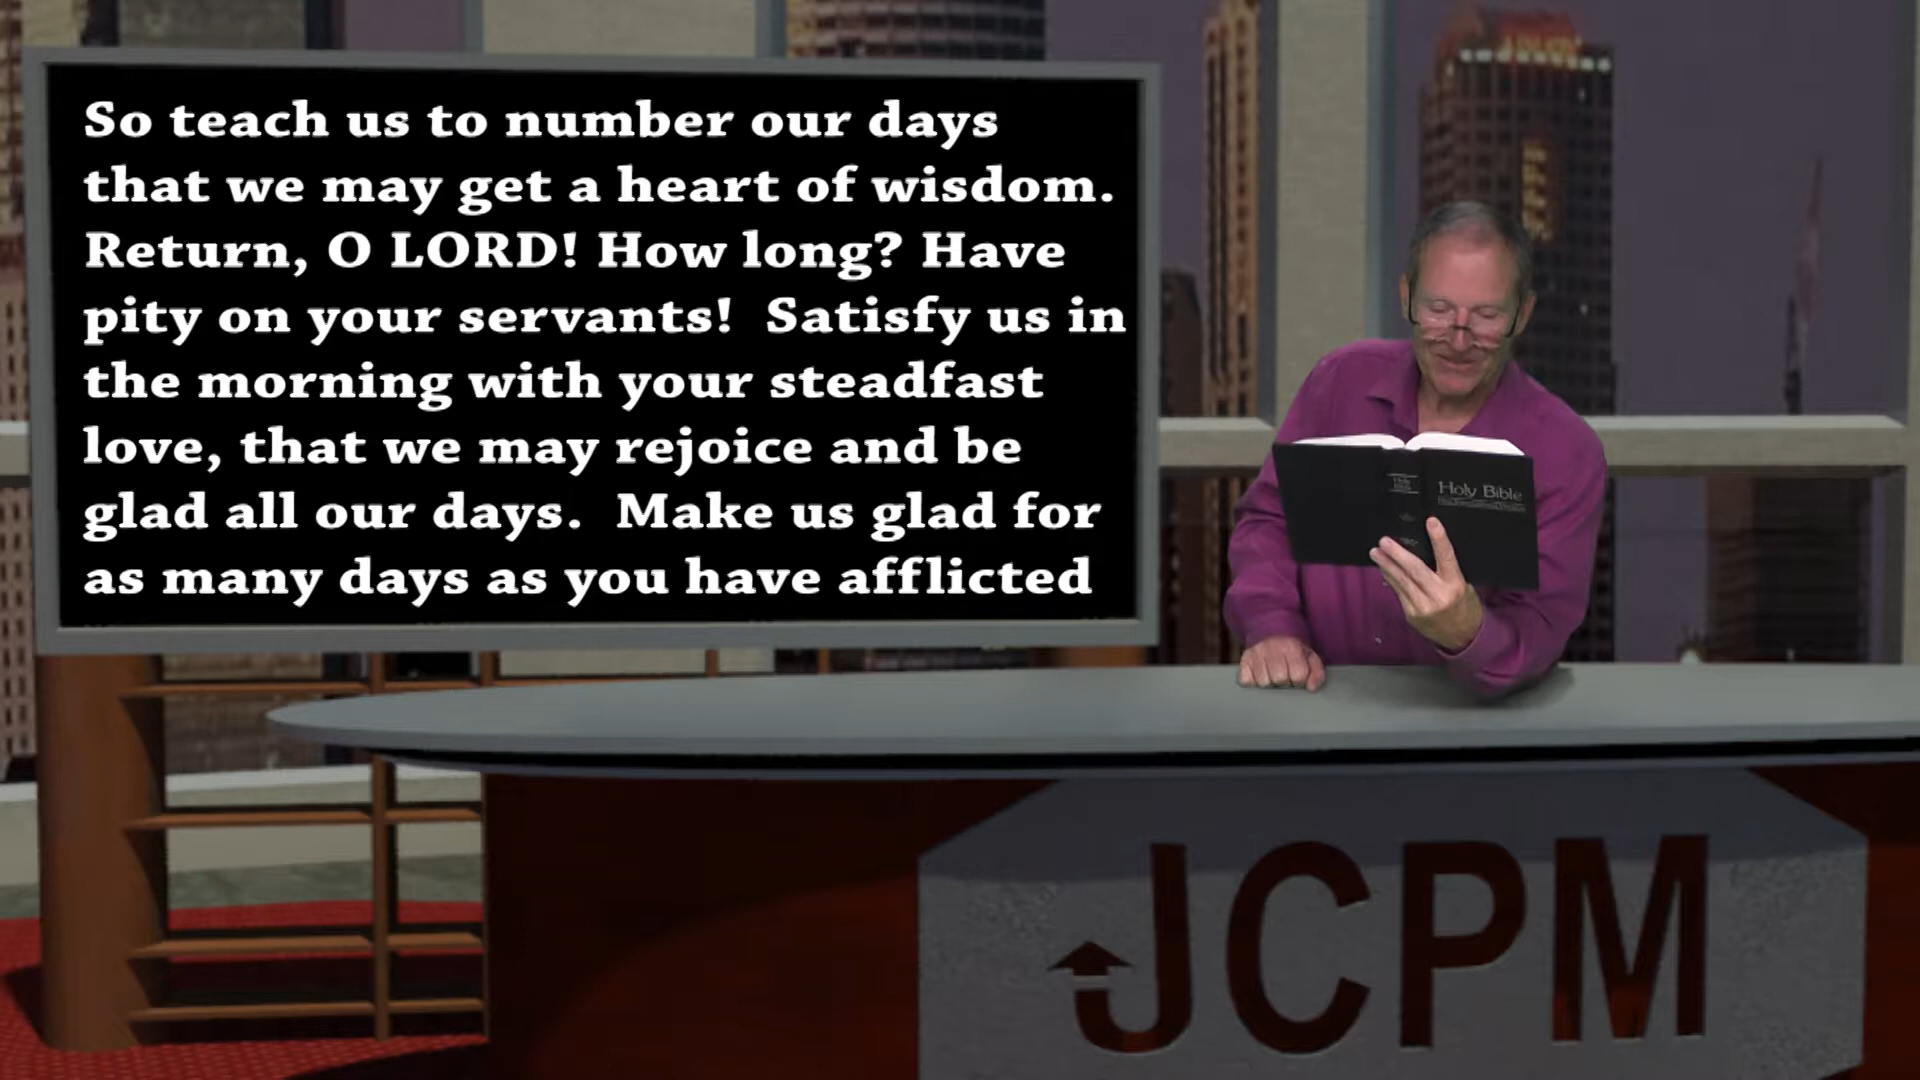 So teach us to number our days
that we may get a heart of wisdom.
Return, O LORD! How long? Have
pity on your servants!  Satisfy us in
the morning with your steadfast
love, that we may rejoice and be
glad all our days.  Make us glad for
as many days as you have afflicted
Holy
Bible
Holy Bible
JCPM